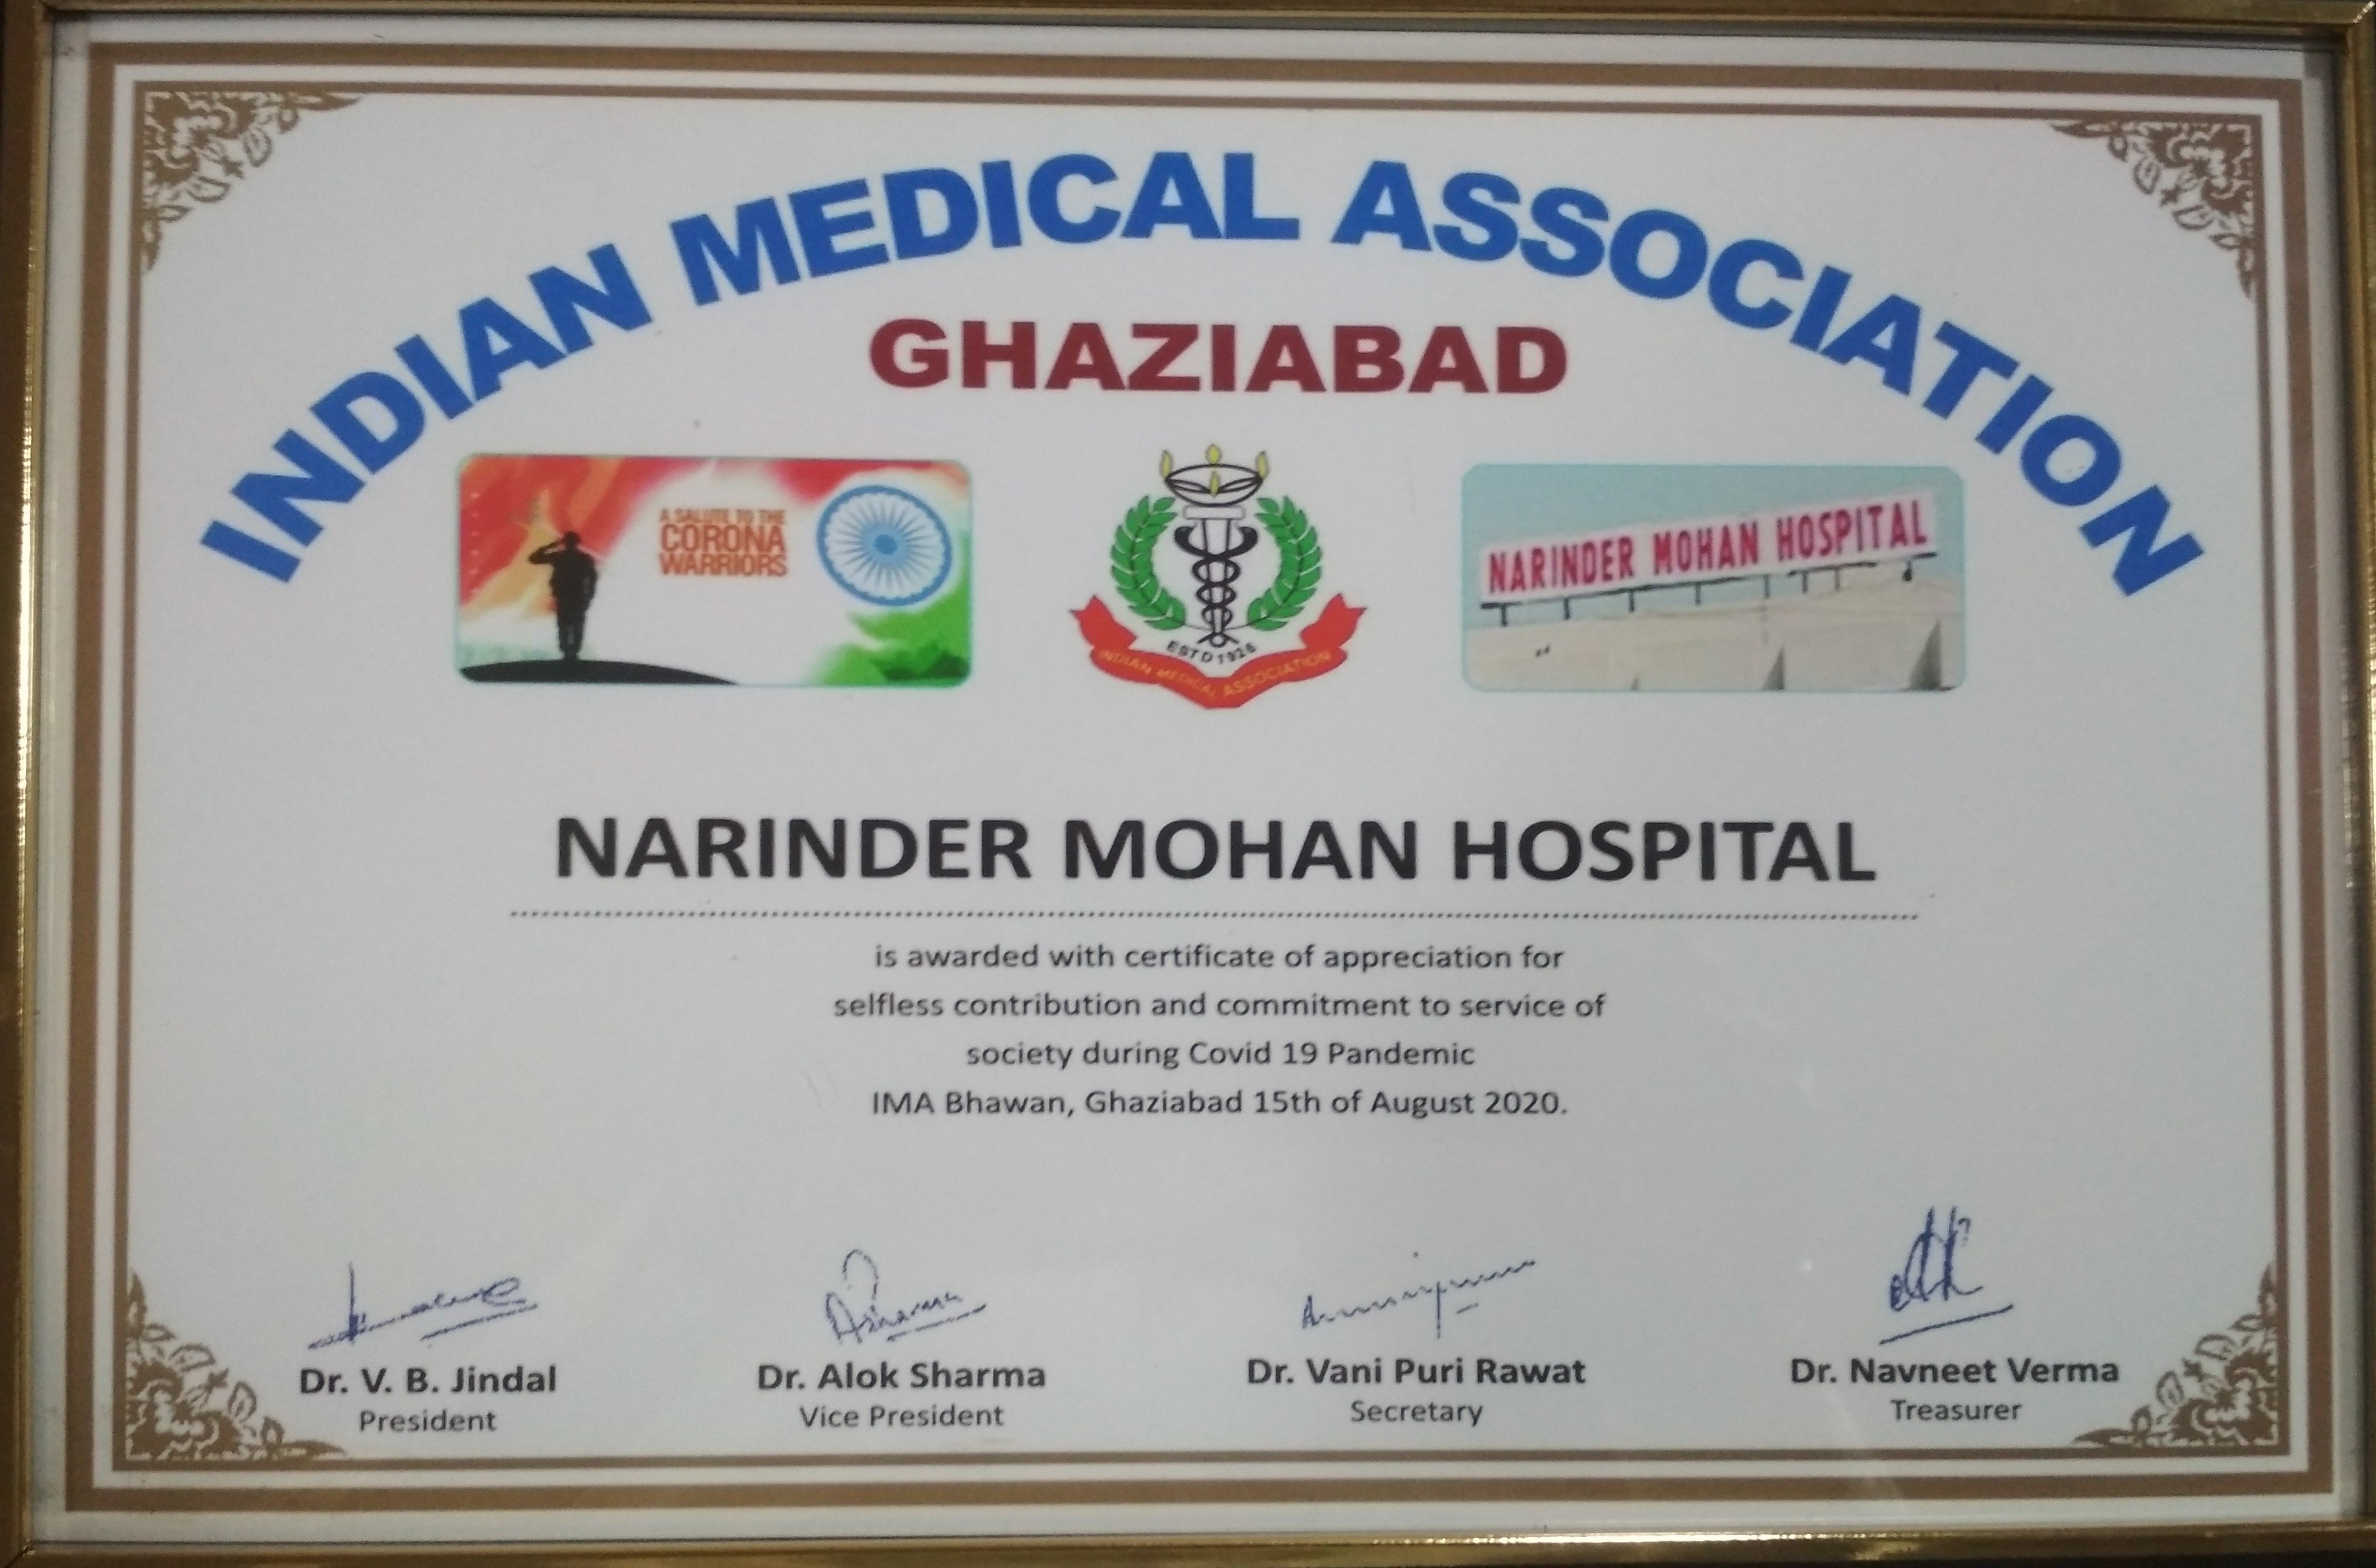 INDIAN MEDICAL ASSOCIATION
GHAZIABAD
A SALUTE TO THE
CORONA
WARRIORS
ESTD 1928
INDIAN MEDICAL ASSOCIATION
NARINDER MOHAN HOSPITAL
NARINDER MOHAN HOSPITAL
is awarded with certificate of appreciation for
selfless contribution and commitment to service of
society during Covid 19 Pandemic
IMA Bhawan, Ghaziabad 15th of August 2020.
Dr. V. B. Jindal
President
Dr. Alok Sharma
Vice President
Dr. Vani Puri Rawat
Secretary
Dr. Navneet Verma
Treasurer